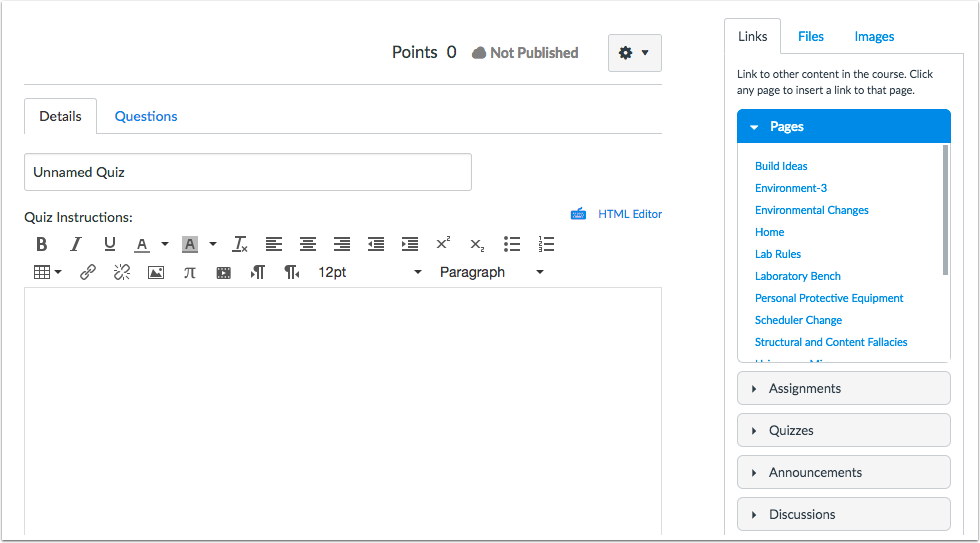 Points 0 Not Published
Details Questions
Unnamed Quiz
Quiz Instructions:
HTML Editor
B I U A A Tx x² x₂
π 12pt Paragraph
Links Files Images
Link to other content in the course. Click
any page to insert a link to that page.
Pages
Build Ideas
Environment-3
Environmental Changes
Home
Lab Rules
Laboratory Bench
Personal Protective Equipment
Scheduler Change
Structural and Content Fallacies
Assignments
Quizzes
Announcements
Discussions